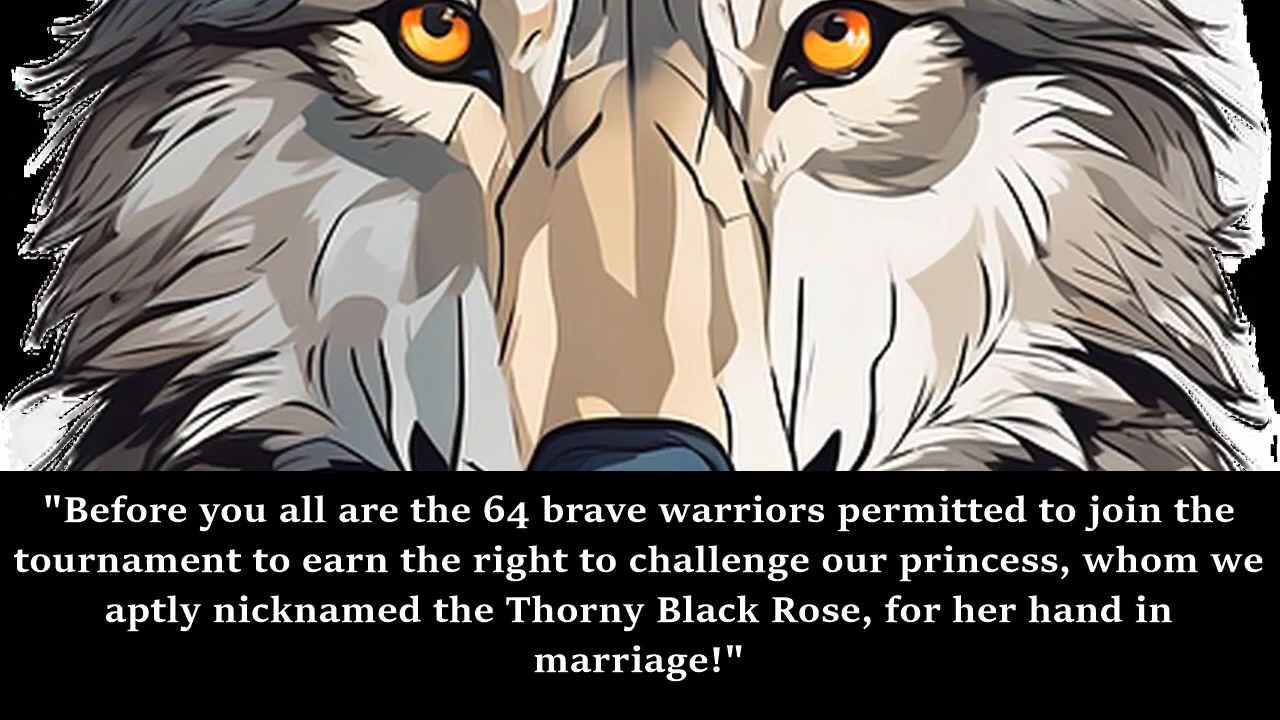 "Before you all are the 64 brave warriors permitted to join the
tournament to earn the right to challenge our princess, whom we
aptly nicknamed the Thorny Black Rose, for her hand in
marriage!"